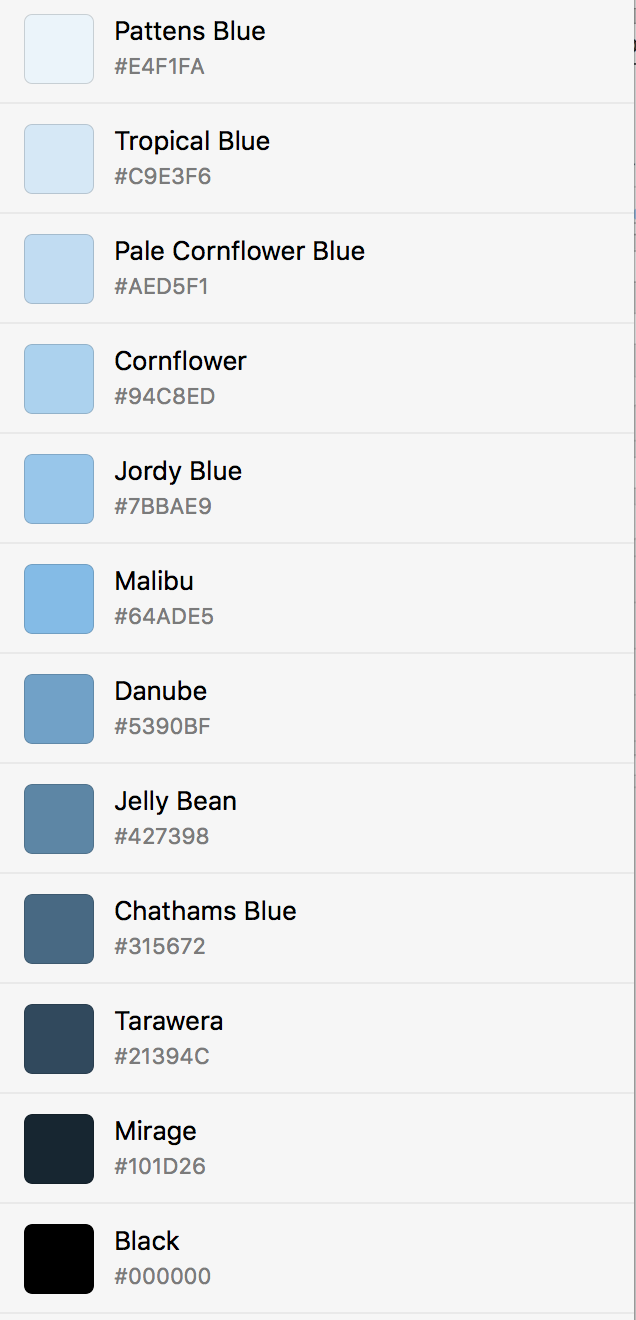 Pattens Blue
#E4F1FA
Tropical Blue
#C9E3F6
Pale Cornflower Blue
#AED5F1
Cornflower
#94C8ED
Jordy Blue
#7BBAE9
Malibu
#64ADE5
Danube
#5390BF
Jelly Bean
#427398
Chathams Blue
#315672
Tarawera
#21394C
Mirage
#101D26
Black
#000000